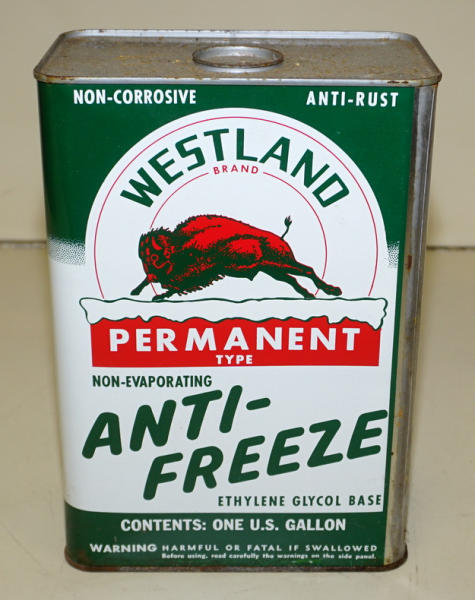 NON-CORROSIVE ANTI-RUST
WESTLAND
BRAND
PERMANENT
TYPE
NON-EVAPORATING
ANTI-
FREEZE
ETHYLENE GLYCOL BASE
CONTENTS: ONE U.S. GALLON
WARNING HARMFUL OR FATAL IF SWALLOWED
Before using, read carefully the warnings on the side panel.